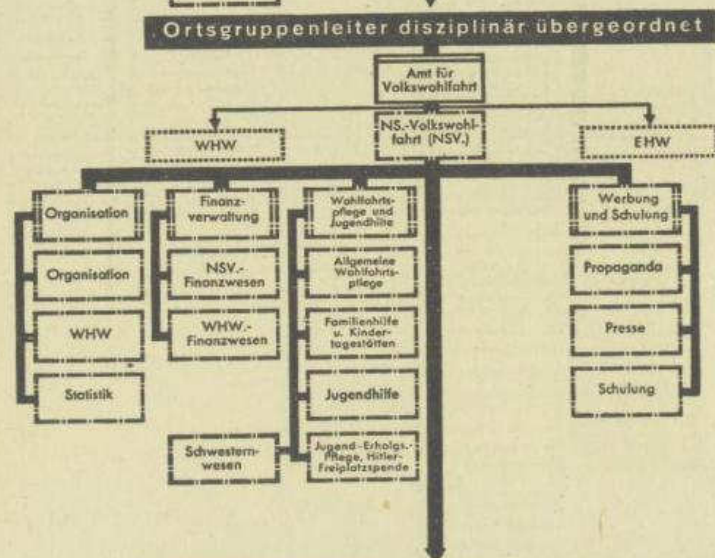 Ortsgruppenleiter disziplinär übergeordnet
Amt für
Volkswohlfahrt
WHW
NS.-Volkswohl-
fahrt (NSV.)
EHW
Organisation
Finanz-
verwaltung
Wohlfahrts-
pflege und
Jugendhilfe
Werbung
und Schulung
Organisation
NSV.-
Finanzwesen
Allgemeine
Wohlfahrts-
pflege
Propaganda
WHW
WHW.-
Finanzwesen
Familienhilfe
u. Kinder-
tagestätten
Presse
Statistik
Jugendhilfe
Schulung
Schwestern-
wesen
Jugend-Erholgs.-
Pflege, Hitler-
Freiplatzspende